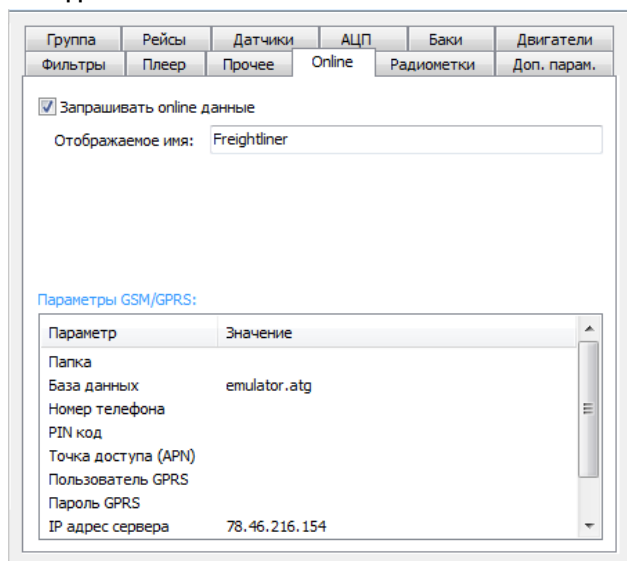 Группа Рейсы Датчики АЦП Баки Двигатели
Фильтры Плеер Прочее Online Радиометки Доп. парам.
Запрашивать online данные
Отображаемое имя: Freightliner
Параметры GSM/GPRS:
Параметр Значение
Папка
База данных emulator.atg
Номер телефона
PIN код
Точка доступа (APN)
Пользователь GPRS
Пароль GPRS
IP адрес сервера 78.46.216.154